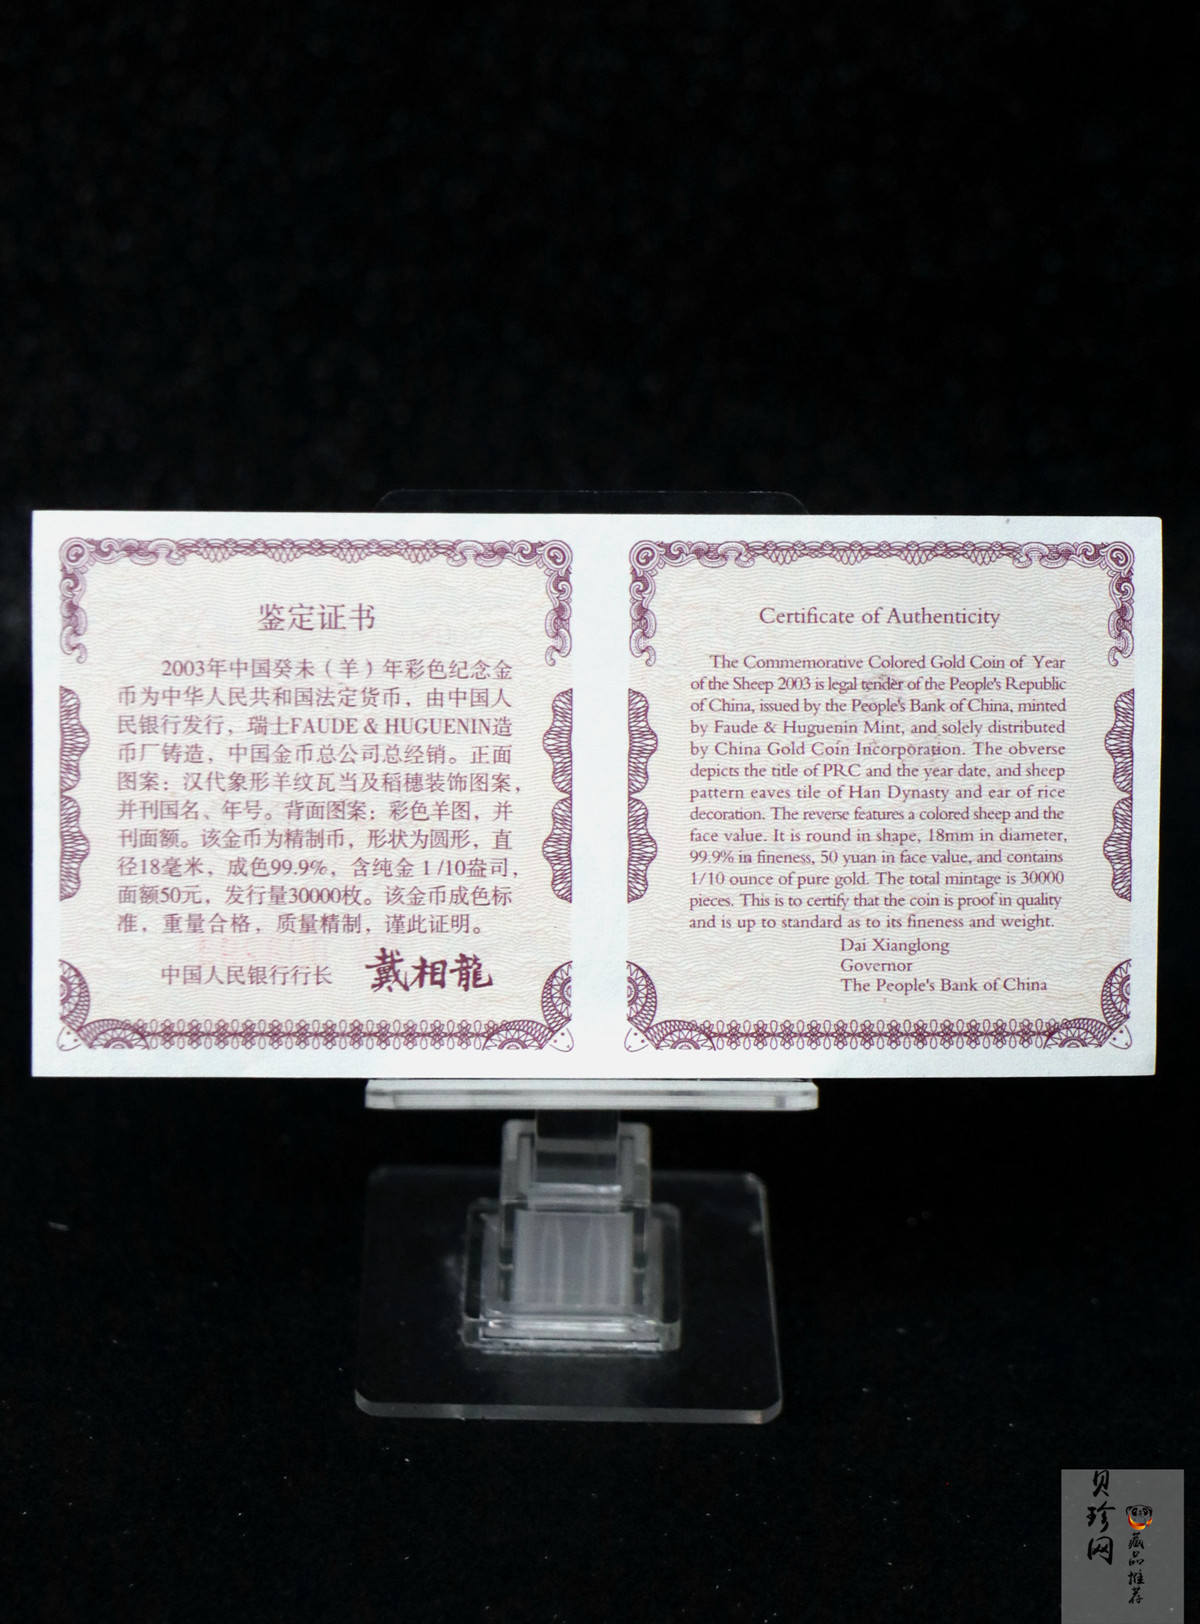 鉴定证书
2003年中国癸未（羊）年彩色纪念金
币为中华人民共和国法定货币，由中国人
民银行发行，瑞士FAUDE & HUGUENIN造
币厂铸造，中国金币总公司总经销。正面
图案：汉代象形羊纹瓦当及稻穗装饰图案，
并刊国名、年号。背面图案：彩色羊图，并
刊面额。该金币为精制币，形状为圆形，直
径18毫米，成色99.9%，含纯金 1 /10盎司，
面额50元，发行量30000枚。该金币成色标
准，重量合格，质量精制，谨此证明。
中国人民银行行长 戴相龍
Certificate of Authenticity
The Commemorative Colored Gold Coin of Year
of the Sheep 2003 is legal tender of the People's Republic
of China, issued by the People's Bank of China, minted
by Faude & Huguenin Mint, and solely distributed
by China Gold Coin Incorporation. The obverse
depicts the title of PRC and the year date, and sheep
pattern eaves tile of Han Dynasty and ear of rice
decoration. The reverse features a colored sheep and the
face value. It is round in shape, 18mm in diameter,
99.9% in fineness, 50 yuan in face value, and contains
1/10 ounce of pure gold. The total mintage is 30000
pieces. This is to certify that the coin is proof in quality
and is up to standard as to its fineness and weight.
Dai Xianglong
Governor
The People's Bank of China
贝珍网
藏品推荐